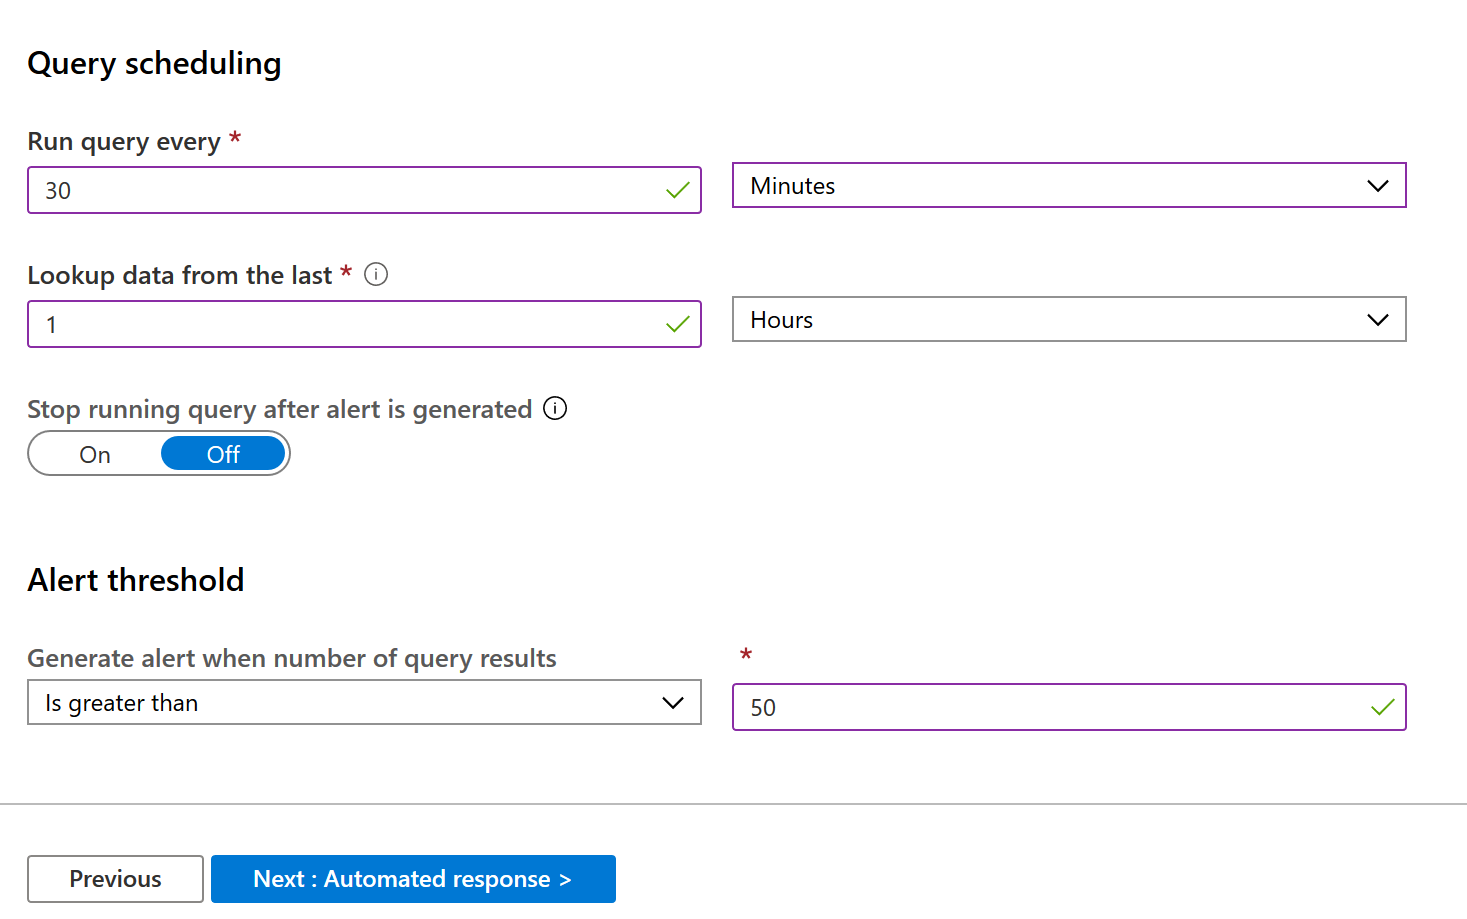 Query scheduling
Run query every *
30
Minutes
Lookup data from the last *
1
Hours
Stop running query after alert is generated
On Off
Alert threshold
Generate alert when number of query results *
Is greater than
50
Previous
Next : Automated response >